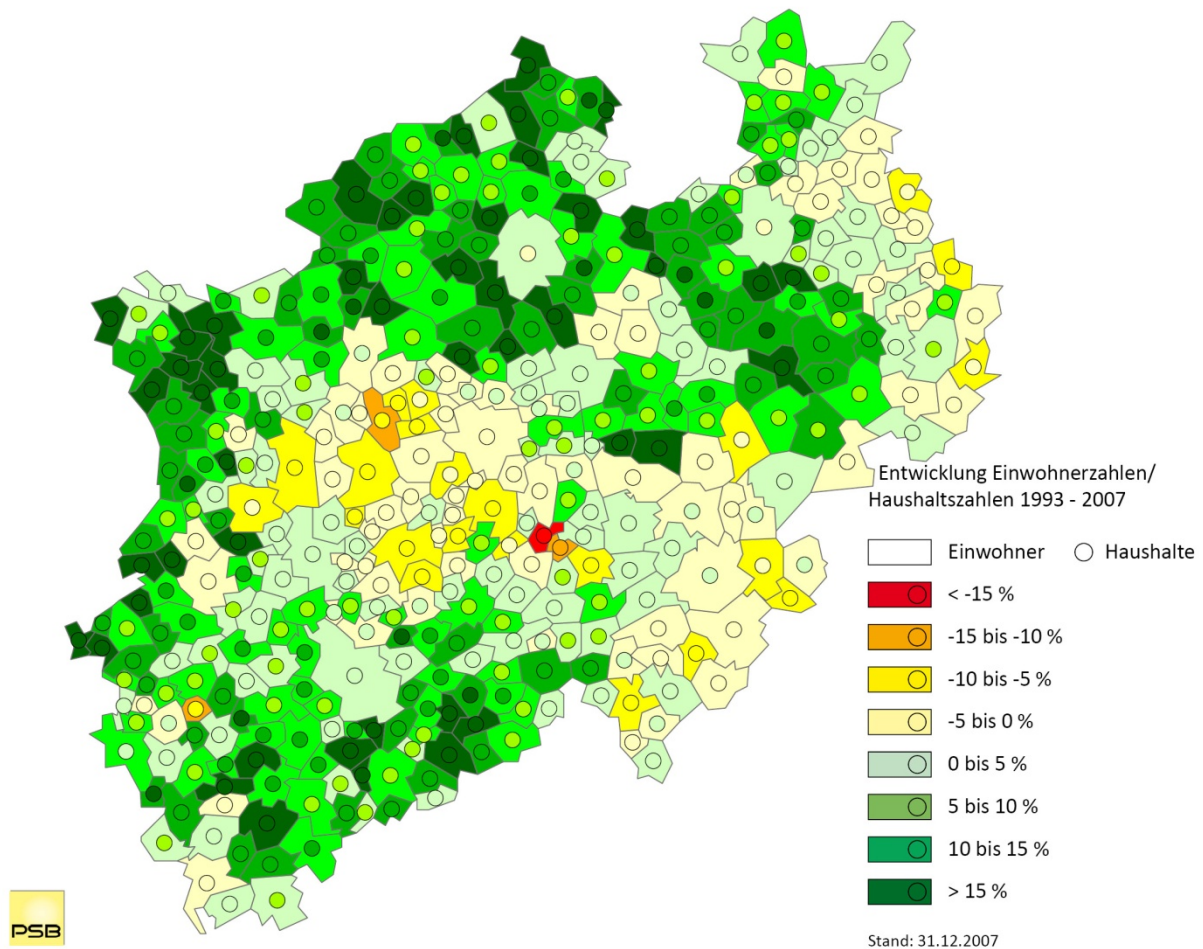 Entwicklung Einwohnerzahlen/
Haushaltszahlen 1993 - 2007
Einwohner Haushalte
< -15 %
-15 bis -10 %
-10 bis -5 %
-5 bis 0 %
0 bis 5 %
5 bis 10 %
10 bis 15 %
> 15 %
PSB
Stand: 31.12.2007